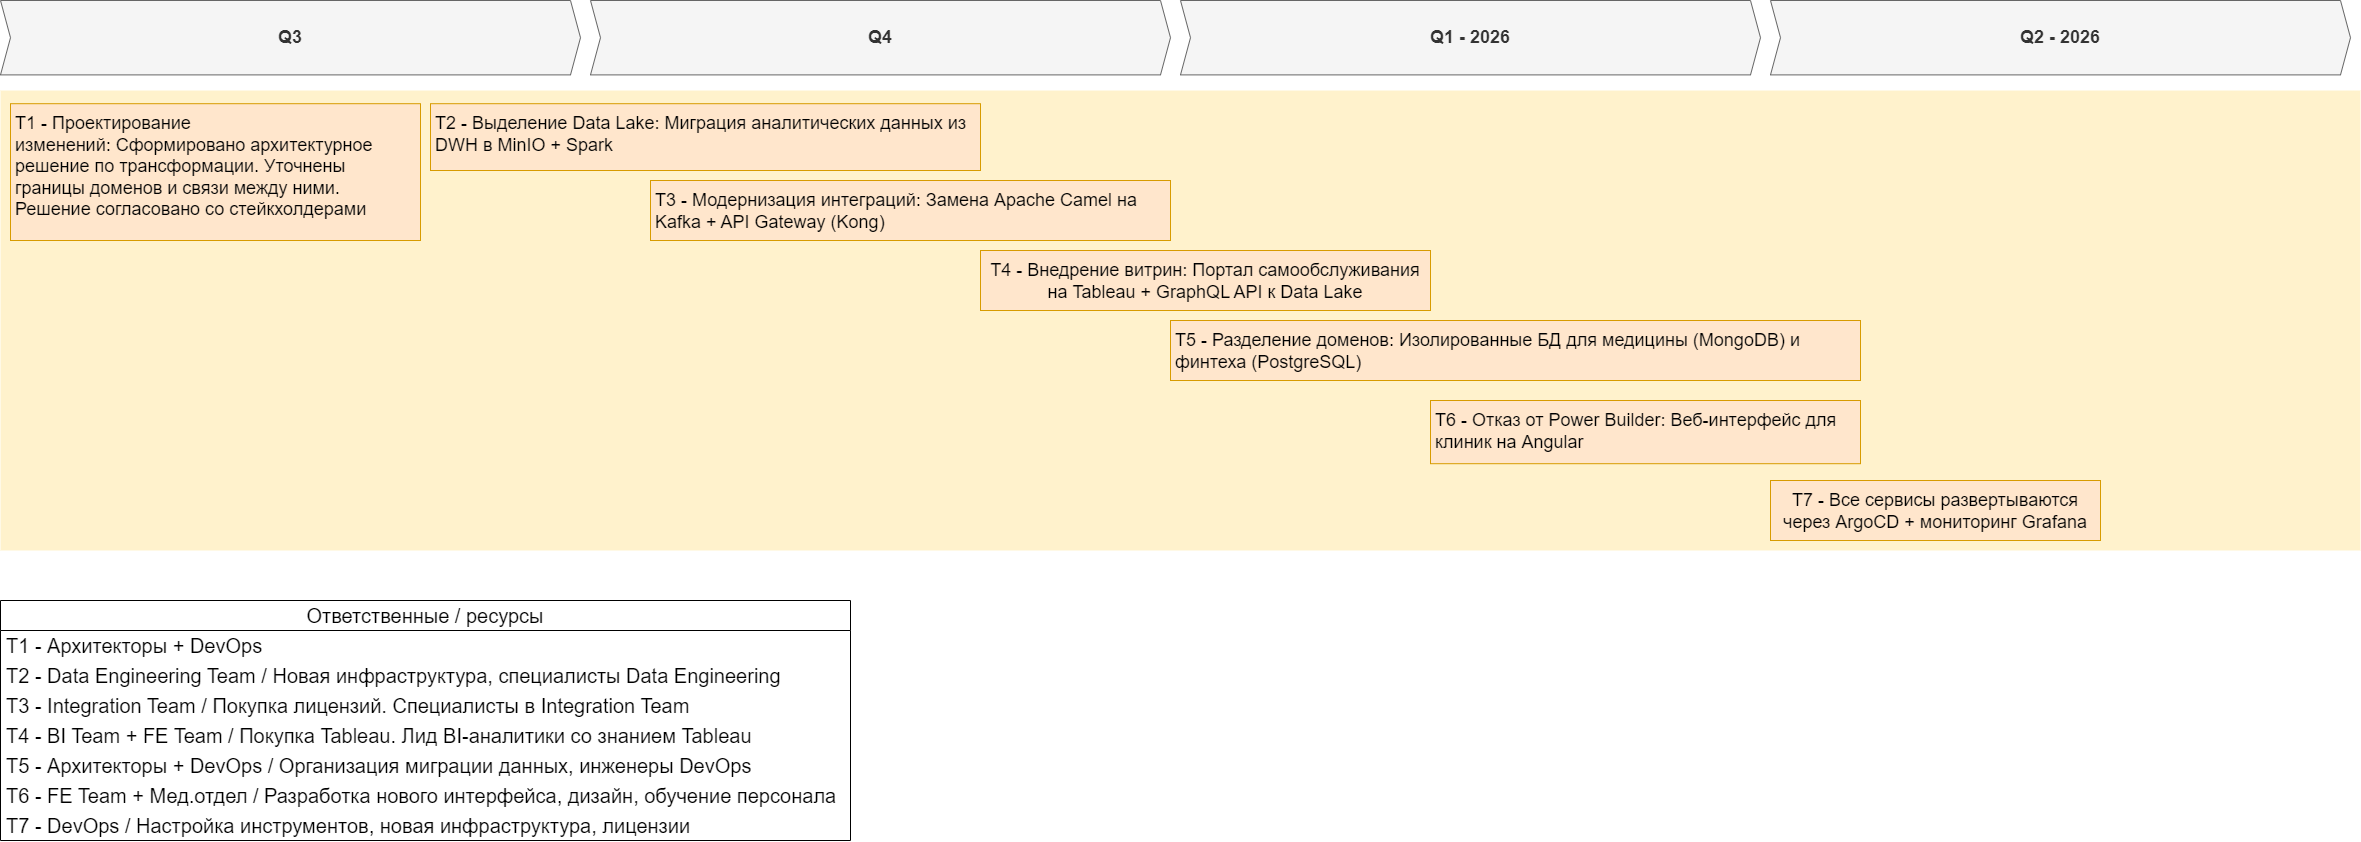 Q3
Q4
Q1 - 2026
Q2 - 2026
T1 - Проектирование
изменений: Сформировано архитектурное
решение по трансформации. Уточнены
границы доменов и связи между ними.
Решение согласовано со стейкхолдерами
T2 - Выделение Data Lake: Миграция аналитических данных из
DWH в MinIO + Spark
T3 - Модернизация интеграций: Замена Apache Camel на
Kafka + API Gateway (Kong)
T4 - Внедрение витрин: Портал самообслуживания
на Tableau + GraphQL API к Data Lake
T5 - Разделение доменов: Изолированные БД для медицины (MongoDB) и
финтеха (PostgreSQL)
T6 - Отказ от Power Builder: Веб-интерфейс для
клиник на Angular
T7 - Все сервисы развертываются
через ArgoCD + мониторинг Grafana
Ответственные / ресурсы
T1 - Архитекторы + DevOps
T2 - Data Engineering Team / Новая инфраструктура, специалисты Data Engineering
T3 - Integration Team / Покупка лицензий. Специалисты в Integration Team
T4 - BI Team + FE Team / Покупка Tableau. Лид BI-аналитики со знанием Tableau
T5 - Архитекторы + DevOps / Организация миграции данных, инженеры DevOps
T6 - FE Team + Мед.отдел / Разработка нового интерфейса, дизайн, обучение персонала
T7 - DevOps / Настройка инструментов, новая инфраструктура, лицензии